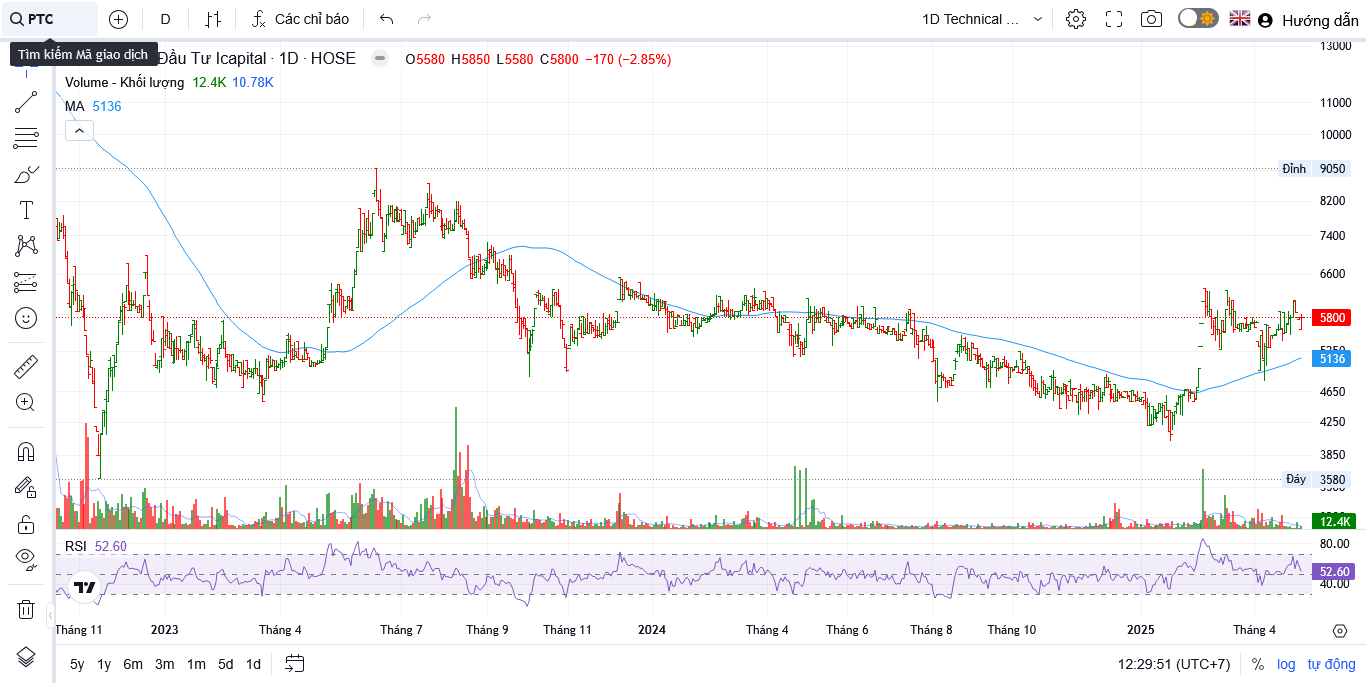 PTC
D
Các chỉ báo
1D Technical ...
Hướng dẫn
Tìm kiếm Mã giao dịch
Đầu Tư Icapital · 1D · HOSE
O5580 H5850 L5580 C5800 −170 (−2.85%)
Volume - Khối lượng 12.4K 10.78K
MA 5136
13000
11000
10000
Đỉnh 9050
8200
7400
6600
5800
5250
5136
4650
4250
3850
Đáy 3580
12.4K
RSI 52.60
80.00
52.60
40.00
Tháng 11 2023 Tháng 4 Tháng 7 Tháng 9 Tháng 11 2024 Tháng 4 Tháng 6 Tháng 8 Tháng 10 2025 Tháng 4
5y 1y 6m 3m 1m 5d 1d
12:29:51 (UTC+7) % log tự động